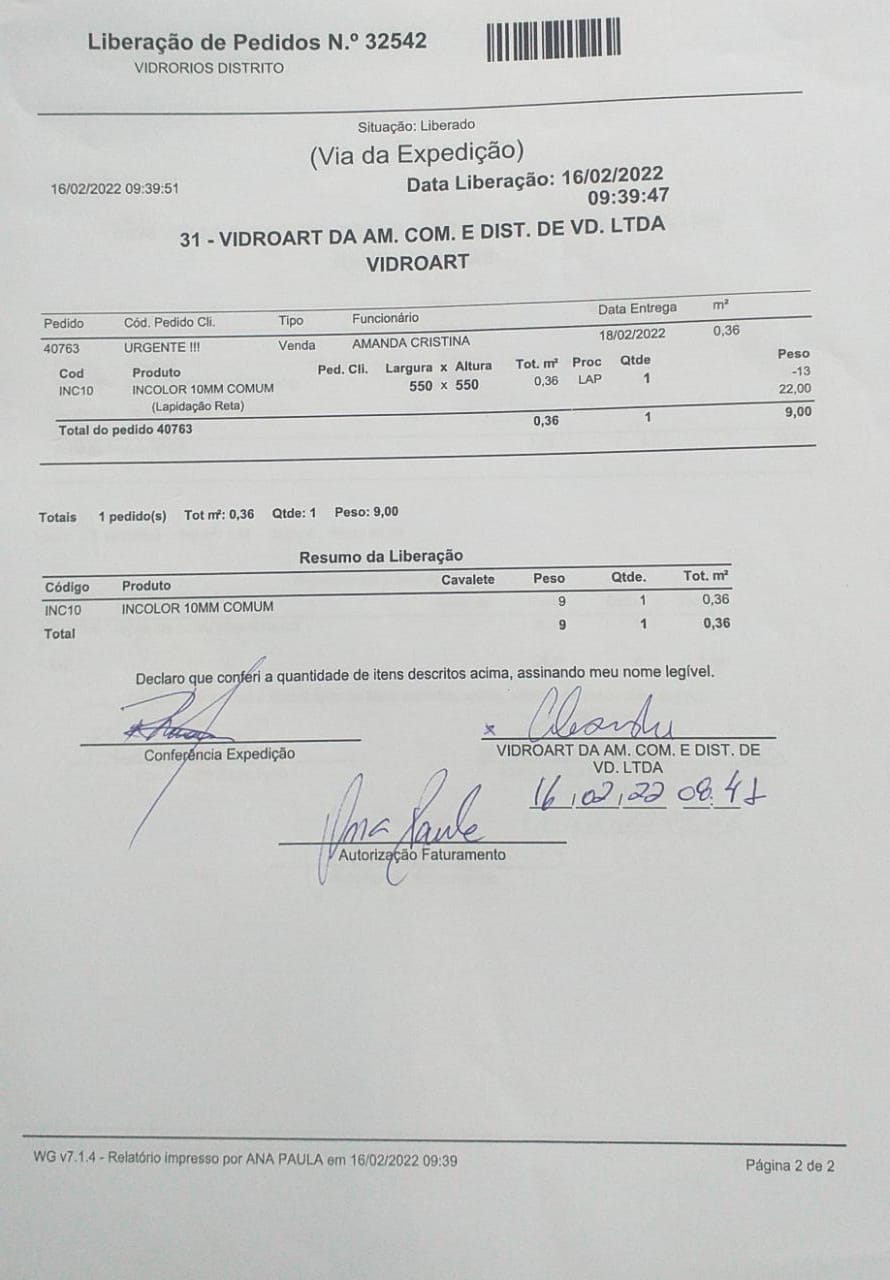 Liberação de Pedidos N.º 32542
VIDRORIOS DISTRITO
Situação: Liberado
(Via da Expedição)
16/02/2022 09:39:51
Data Liberação: 16/02/2022
09:39:47
31 - VIDROART DA AM. COM. E DIST. DE VD. LTDA
VIDROART
Pedido Cód. Pedido Cli. Tipo Funcionário Data Entrega m²
40763 URGENTE !!! Venda AMANDA CRISTINA 18/02/2022 0,36
Cod Produto Ped. Cli. Largura x Altura Tot. m² Proc Qtde Peso
INC10 INCOLOR 10MM COMUM 550 x 550 0,36 LAP 1 -13
(Lapidação Reta) 22,00
Total do pedido 40763 0,36 1 9,00
Totais 1 pedido(s) Tot m²: 0,36 Qtde: 1 Peso: 9,00
Resumo da Liberação
Código Produto Cavalete Peso Qtde. Tot. m²
INC10 INCOLOR 10MM COMUM 9 1 0,36
Total 9 1 0,36
Declaro que conferi a quantidade de itens descritos acima, assinando meu nome legível.
x
Conferência Expedição
VIDROART DA AM. COM. E DIST. DE
VD. LTDA
16,02,22 08:41
Ana Paula
Autorização Faturamento
WG v7.1.4 - Relatório impresso por ANA PAULA em 16/02/2022 09:39
Página 2 de 2